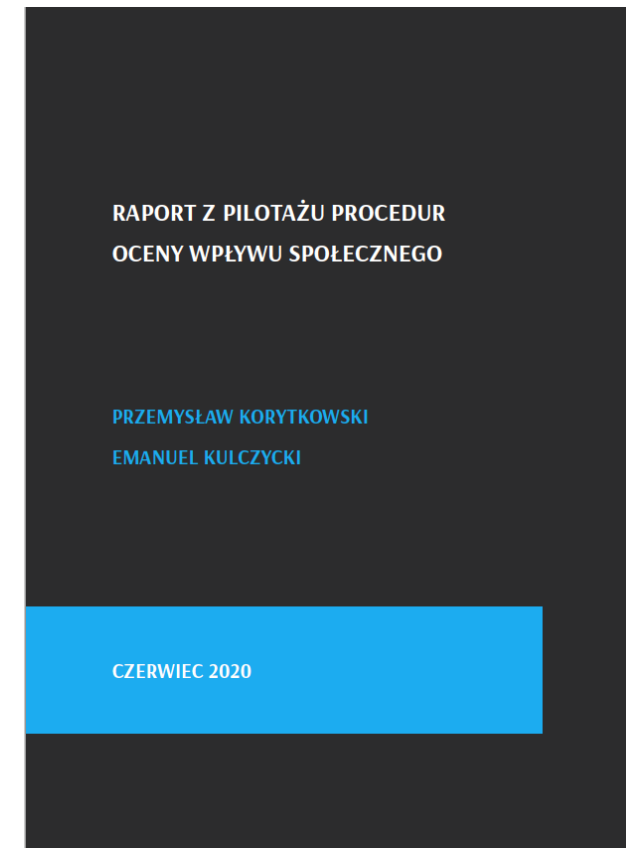 RAPORT Z PILOTAŻU PROCEDUR
OCENY WPŁYWU SPOŁECZNEGO
PRZEMYSŁAW KORYTKOWSKI
EMANUEL KULCZYCKI
CZERWIEC 2020